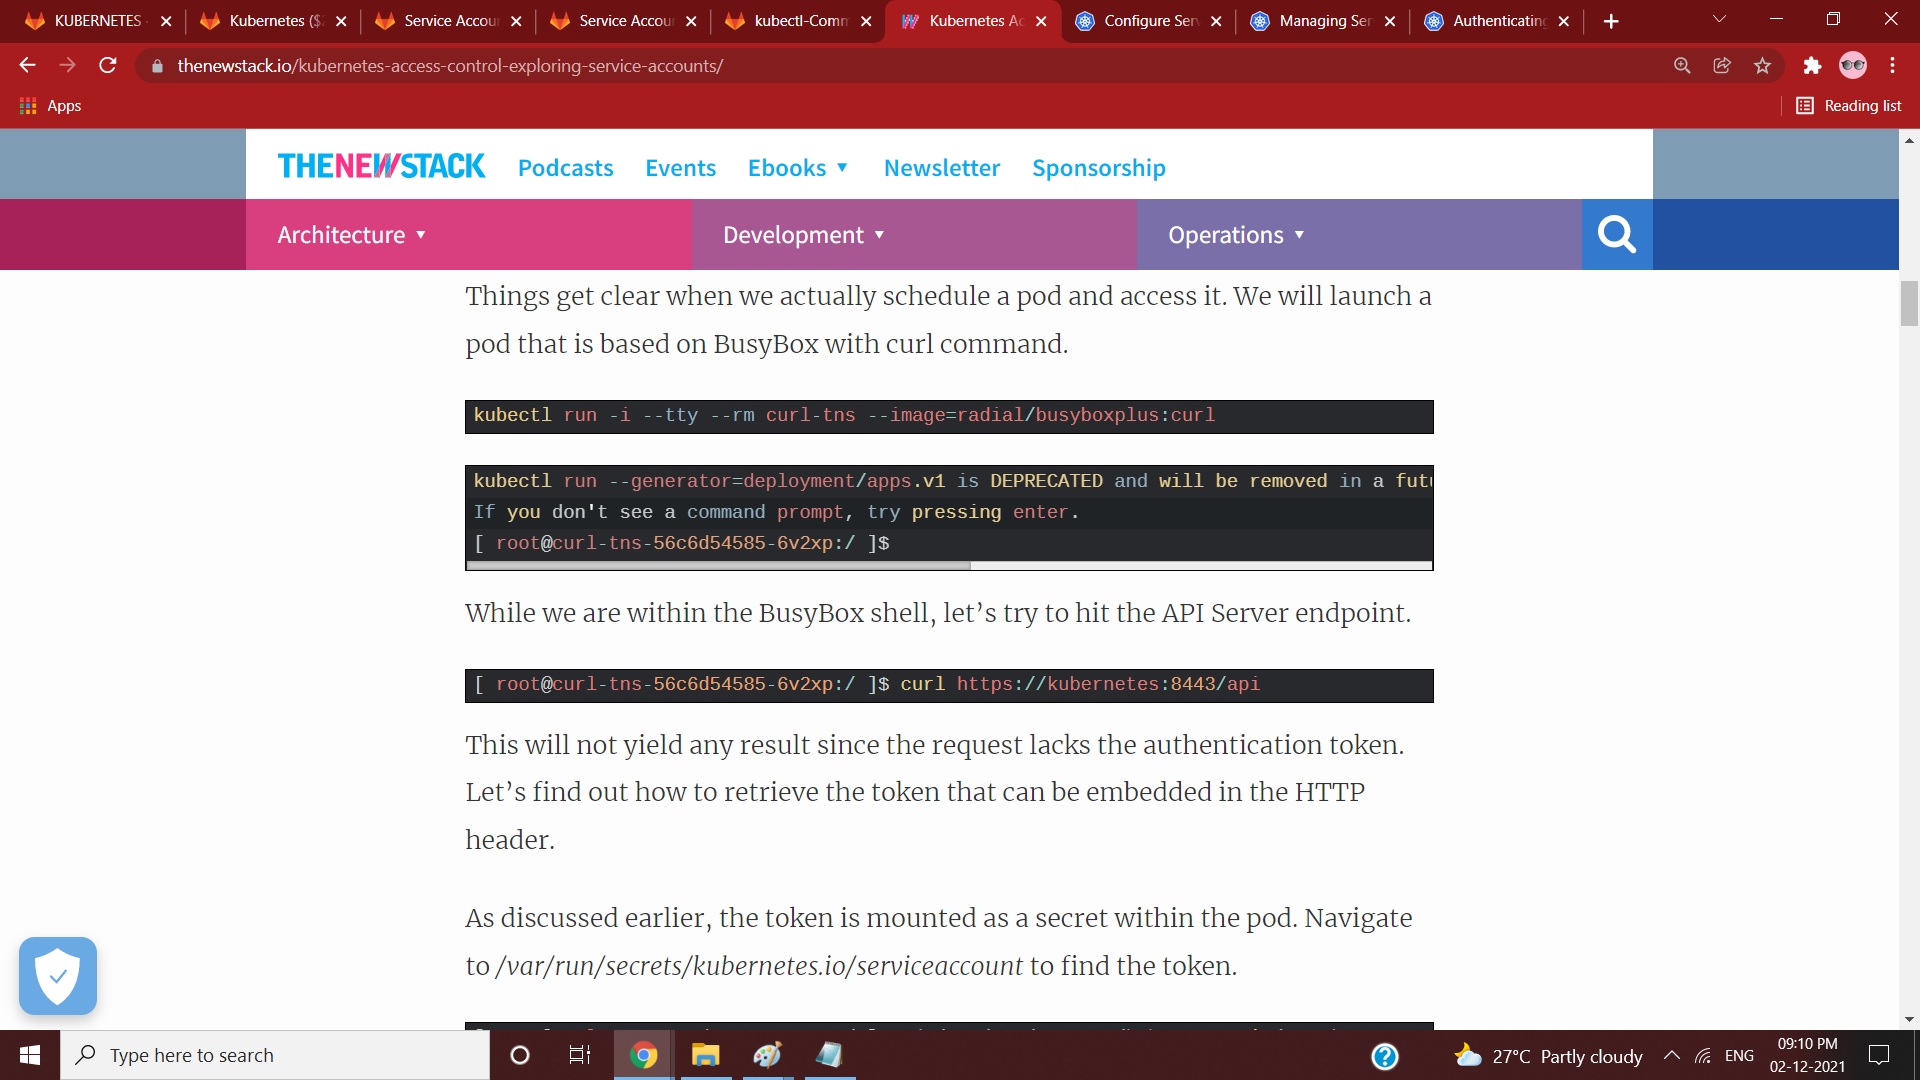 KUBERNETES
Kubernetes ($
Service Accou
Service Accou
kubectl-Comm
Kubernetes Ac
Configure Ser
Managing Ser
Authenticating
thenewstack.io/kubernetes-access-control-exploring-service-accounts/
Apps
Reading list
THENEWSTACK
Podcasts
Events
Ebooks ▼
Newsletter
Sponsorship
Architecture ▼
Development ▼
Operations ▼
Things get clear when we actually schedule a pod and access it. We will launch a
pod that is based on BusyBox with curl command.
kubectl run -i --tty --rm curl-tns --image=radial/busyboxplus:curl
kubectl run --generator=deployment/apps.v1 is DEPRECATED and will be removed in a futu
If you don't see a command prompt, try pressing enter.
[ root@curl-tns-56c6d54585-6v2xp:/ ]$
While we are within the BusyBox shell, let’s try to hit the API Server endpoint.
[ root@curl-tns-56c6d54585-6v2xp:/ ]$ curl https://kubernetes:8443/api
This will not yield any result since the request lacks the authentication token.
Let’s find out how to retrieve the token that can be embedded in the HTTP
header.
As discussed earlier, the token is mounted as a secret within the pod. Navigate
to /var/run/secrets/kubernetes.io/serviceaccount to find the token.
Type here to search
27°C Partly cloudy
ENG
09:10 PM
02-12-2021